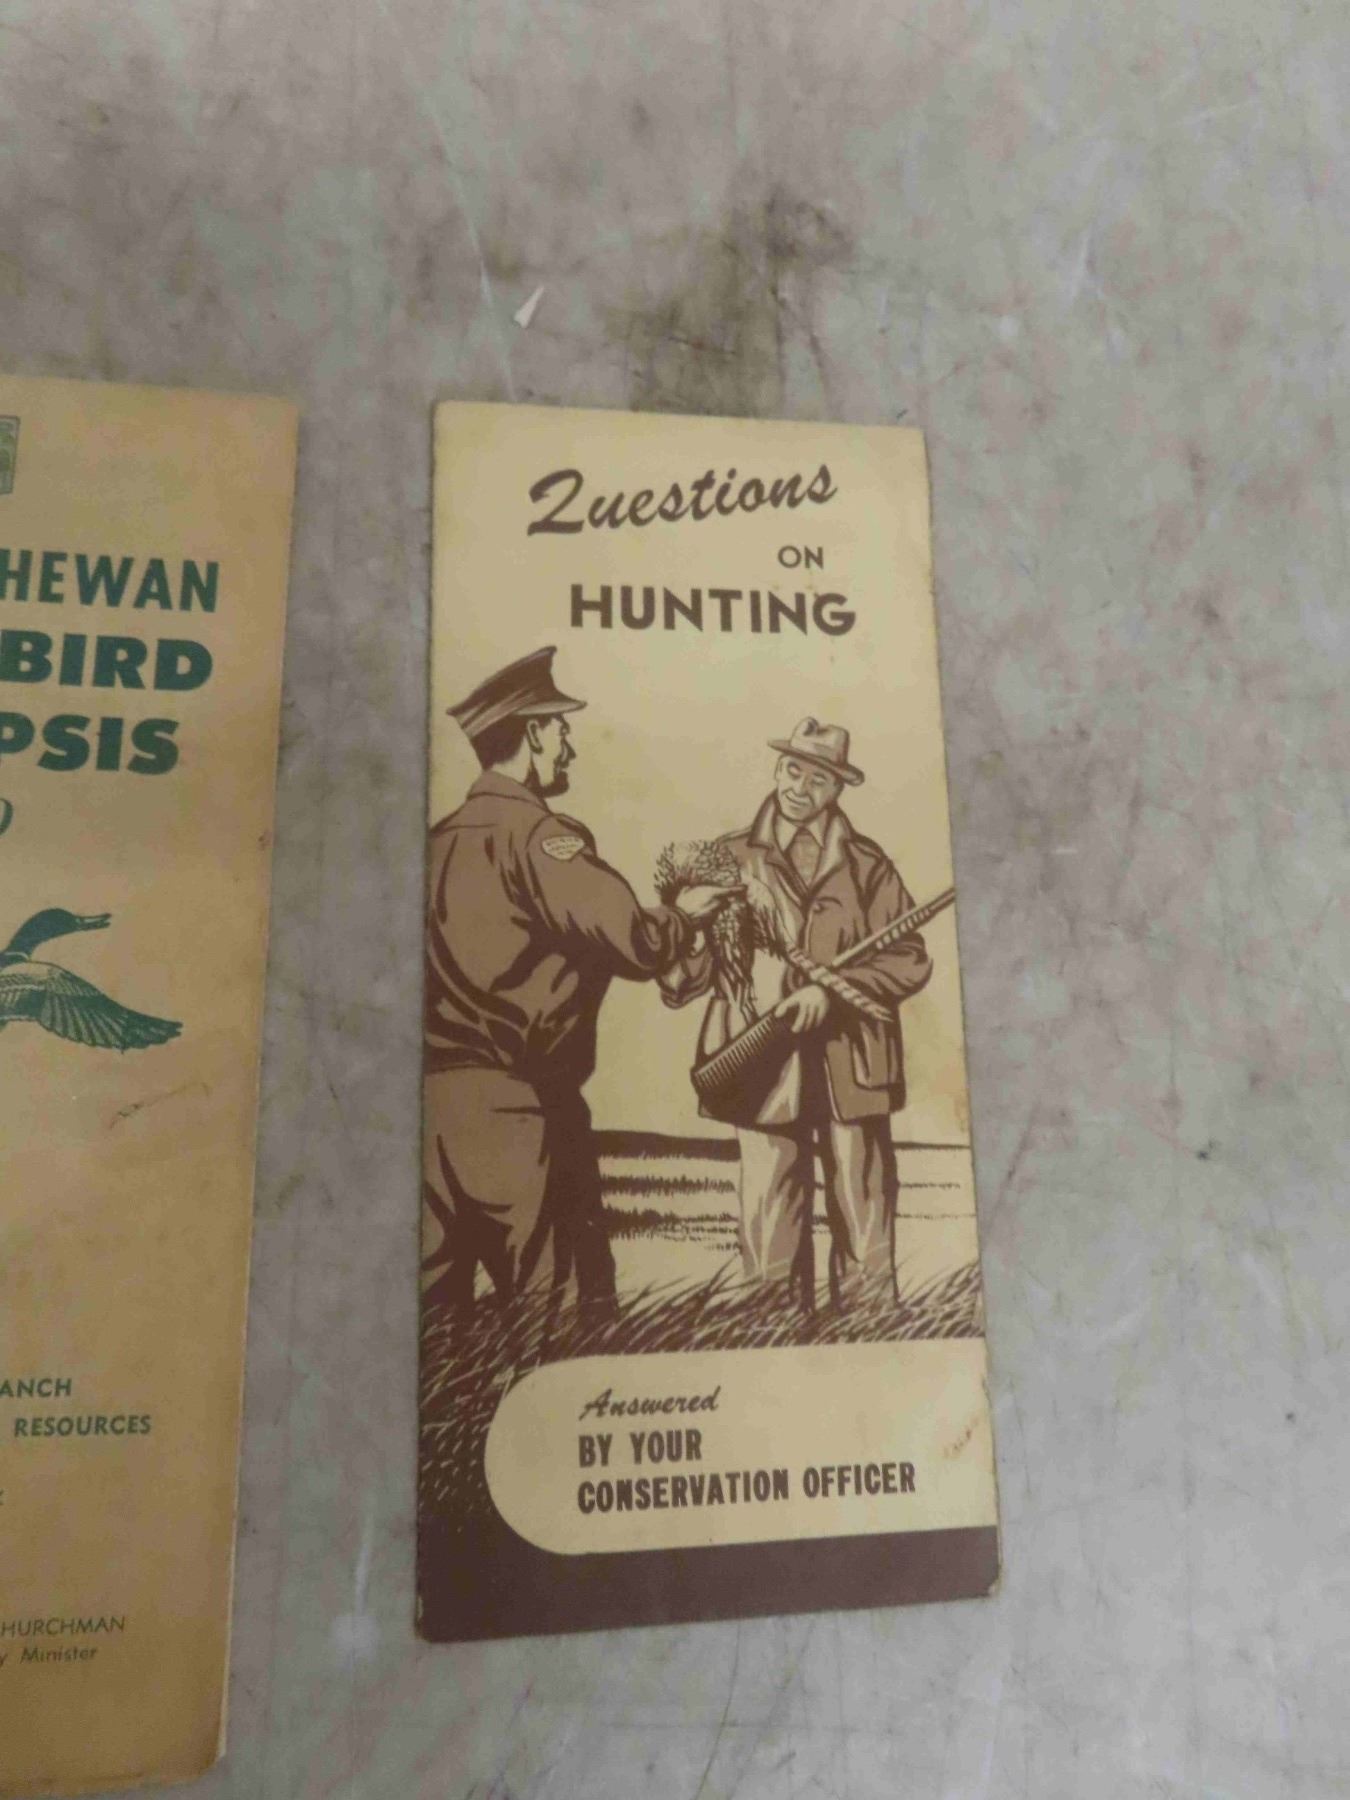 HEWAN
BIRD
PSIS
ANCH
RESOURCES
HURCHMAN
y Minister
Questions
ON
HUNTING
Answered
BY YOUR
CONSERVATION OFFICER